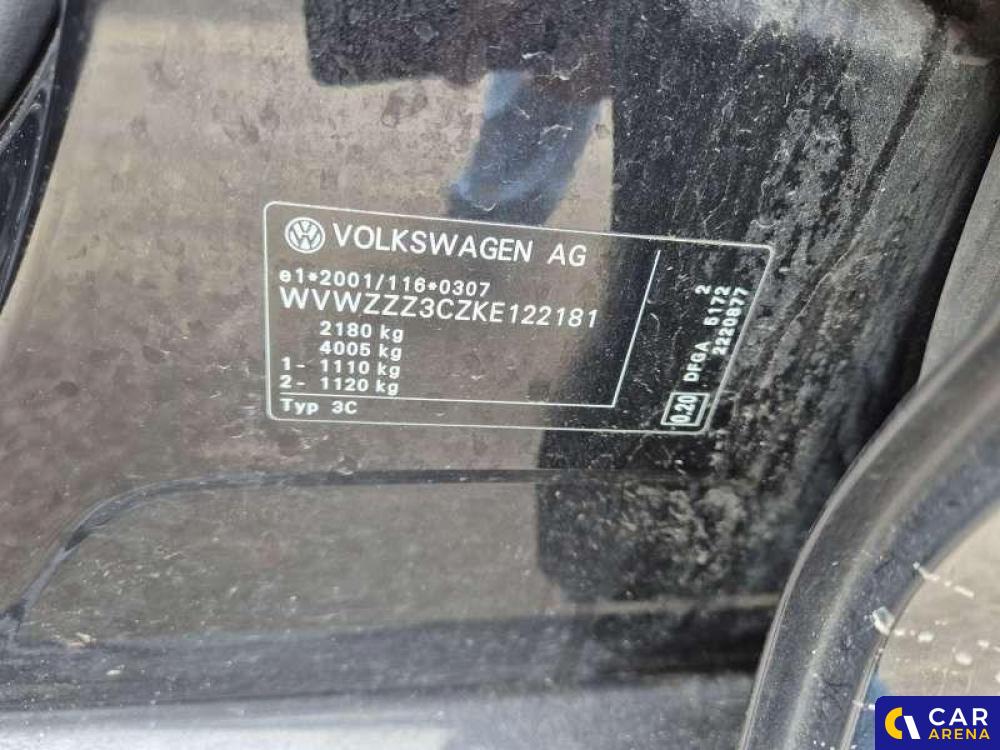 VOLKSWAGEN AG
e1*2001/116*0307
WVWZZZ3CZKE122181
2180 kg
4005 kg
1- 1110 kg
2- 1120 kg
Typ 3C
0.20
DFGA 5172 2
2220877
CAR
ARENA